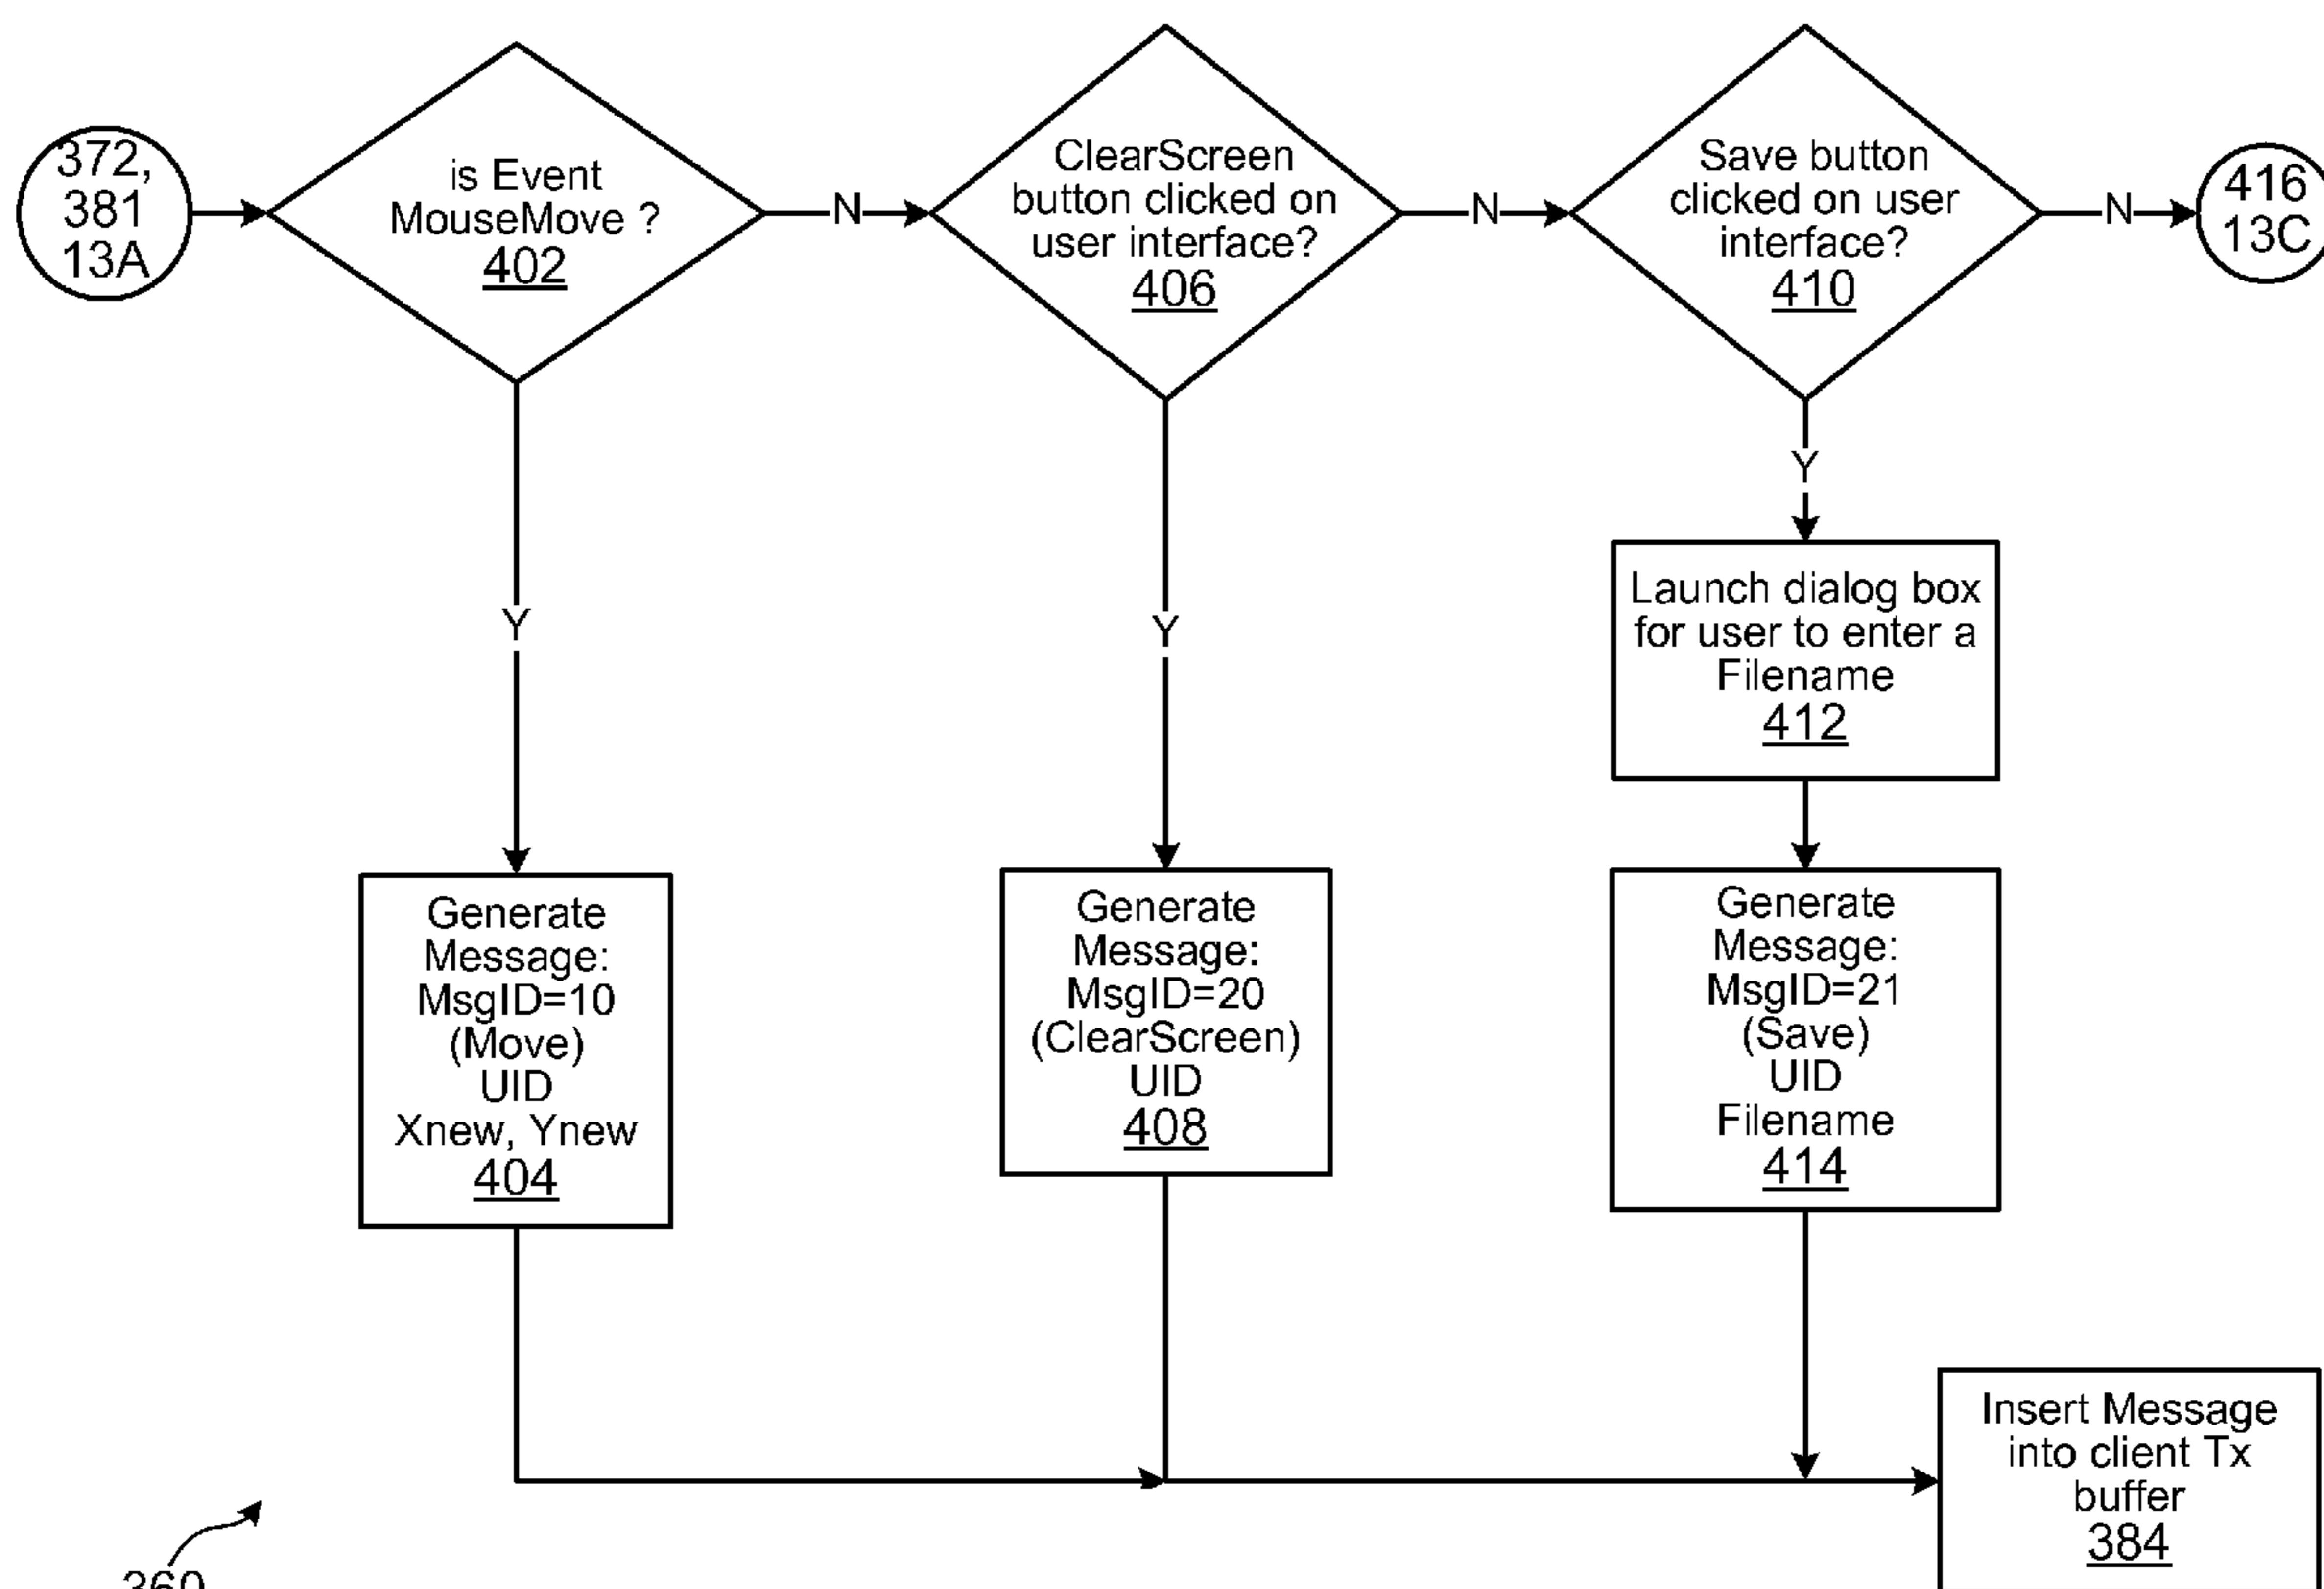 372,
381
13A
is Event
MouseMove ?
402
N
ClearScreen
button clicked on
user interface?
406
N
Save button
clicked on user
interface?
410
N
416
13C
Y
Y
Y
Launch dialog box
for user to enter a
Filename
412
Generate
Message:
MsgID=10
(Move)
UID
Xnew, Ynew
404
Generate
Message:
MsgID=20
(ClearScreen)
UID
408
Generate
Message:
MsgID=21
(Save)
UID
Filename
414
Insert Message
into client Tx
buffer
384
360